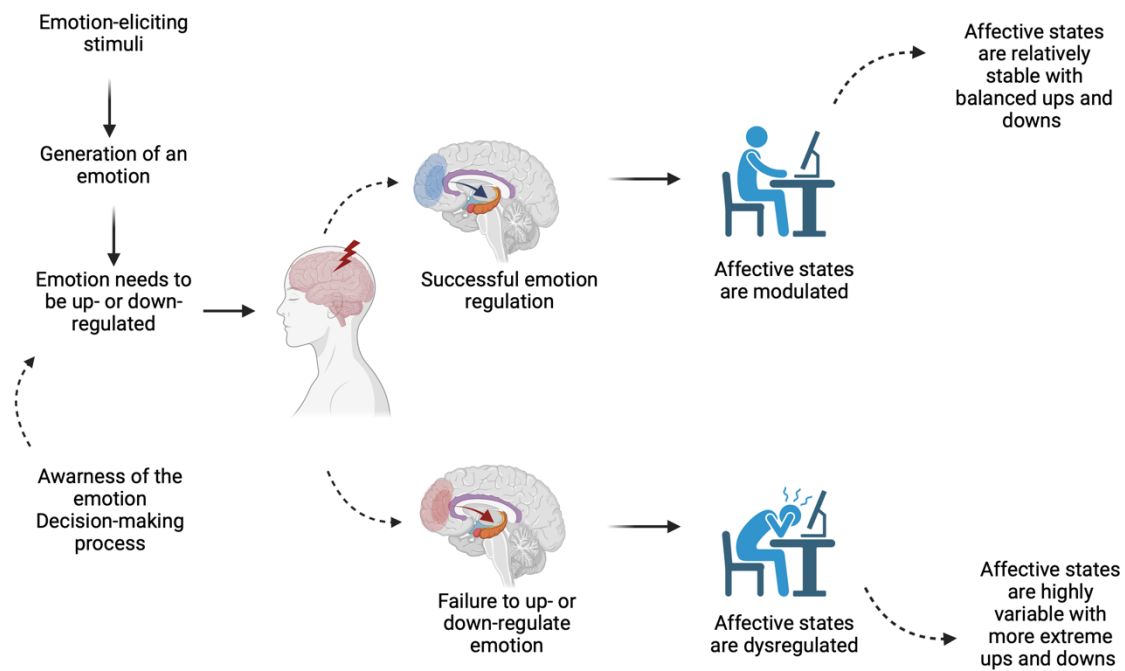 Emotion-eliciting
stimuli
Generation of an
emotion
Emotion needs to
be up- or down-
regulated
Awarness of the
emotion
Decision-making
process
Successful emotion
regulation
Affective states
are modulated
Affective states
are relatively
stable with
balanced ups and
downs
Failure to up- or
down-regulate
emotion
Affective states
are dysregulated
Affective states
are highly
variable with
more extreme
ups and downs